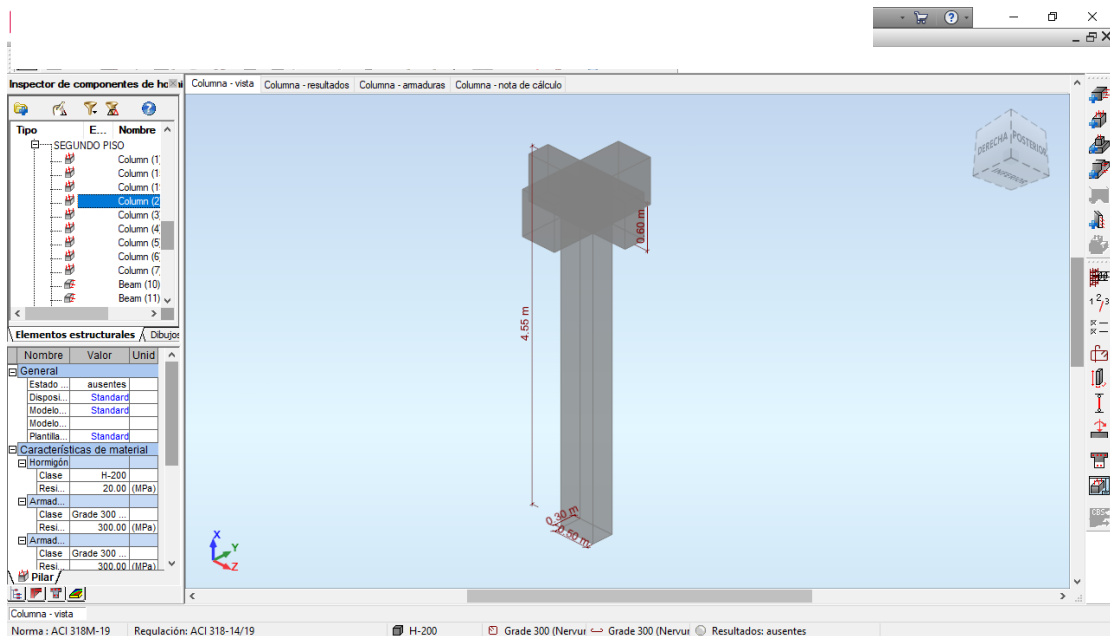 Inspector de componentes de ho
Columna - vista
Columna - resultados
Columna - armaduras
Columna - nota de cálculo
Tipo E... Nombre
SEGUNDO PISO
Column (1
Column (1
Column (1
Column (2
Column (3
Column (4
Column (5
Column (6
Column (7
Beam (10)
Beam (11)
Elementos estructurales
Dibujos
Nombre Valor Unid
General
Estado ... ausentes
Disposi... Standard
Modelo... Standard
Modelo...
Plantilla... Standard
Características de material
Hormigón
Clase H-200
Resi... 20.00 (MPa)
Armad...
Clase Grade 300 ...
Resi... 300.00 (MPa)
Armad...
Clase Grade 300 ...
Resi... 300.00 (MPa)
Pilar
4.55 m
0.60 m
0.30 m
0.50 m
X
Y
Z
DERECHA
POSTERIOR
INFERIOR
CBS
Columna - vista
Norma : ACI 318M-19 Regulación: ACI 318-14/19 H-200 Grade 300 (Nervur Grade 300 (Nervur Resultados: ausentes